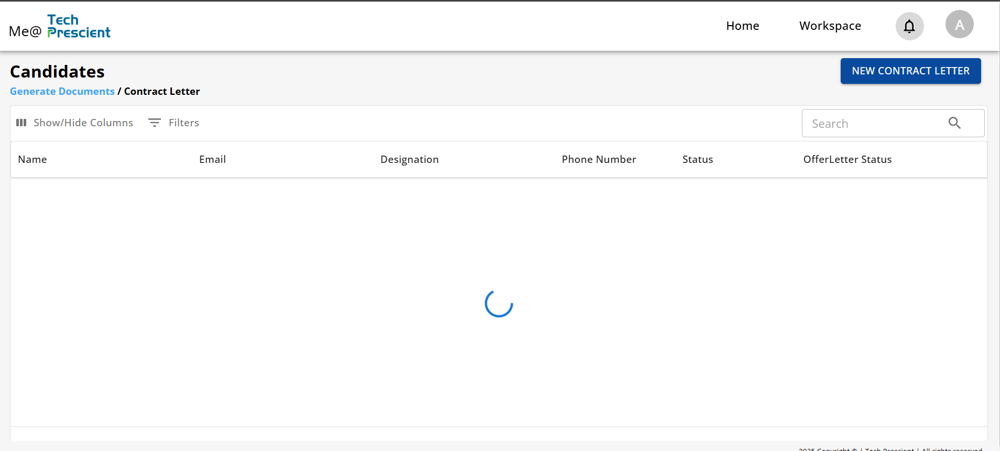 Me@ Tech Prescient
Home
Workspace
A
Candidates
NEW CONTRACT LETTER
Generate Documents / Contract Letter
Show/Hide Columns
Filters
Search
Name
Email
Designation
Phone Number
Status
OfferLetter Status
2025 Copyright © | Tech Prescient | All rights reserved